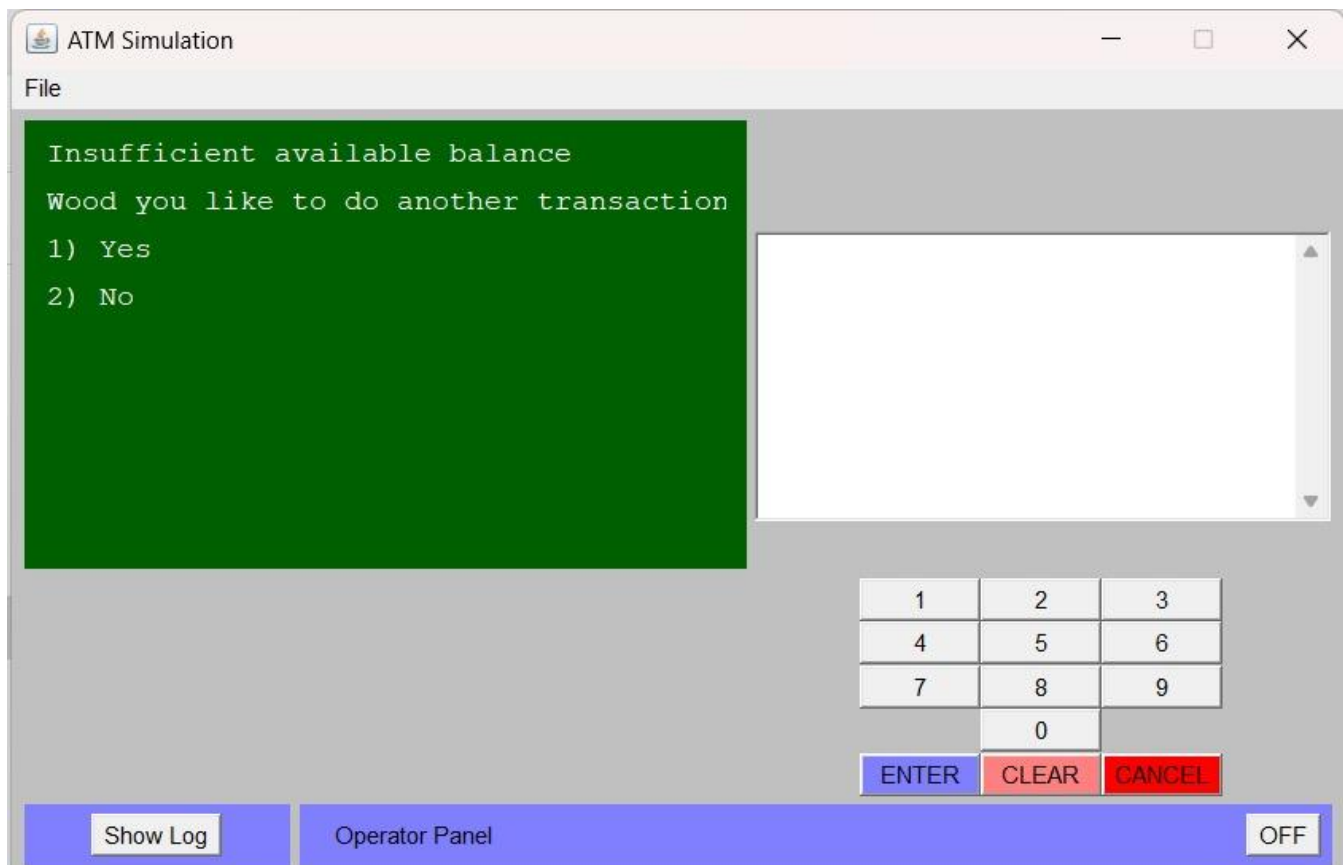 ATM Simulation
File
Insufficient available balance
Wood you like to do another transaction
1) Yes
2) No
1 2 3
4 5 6
7 8 9
0
ENTER CLEAR CANCEL
Show Log Operator Panel OFF